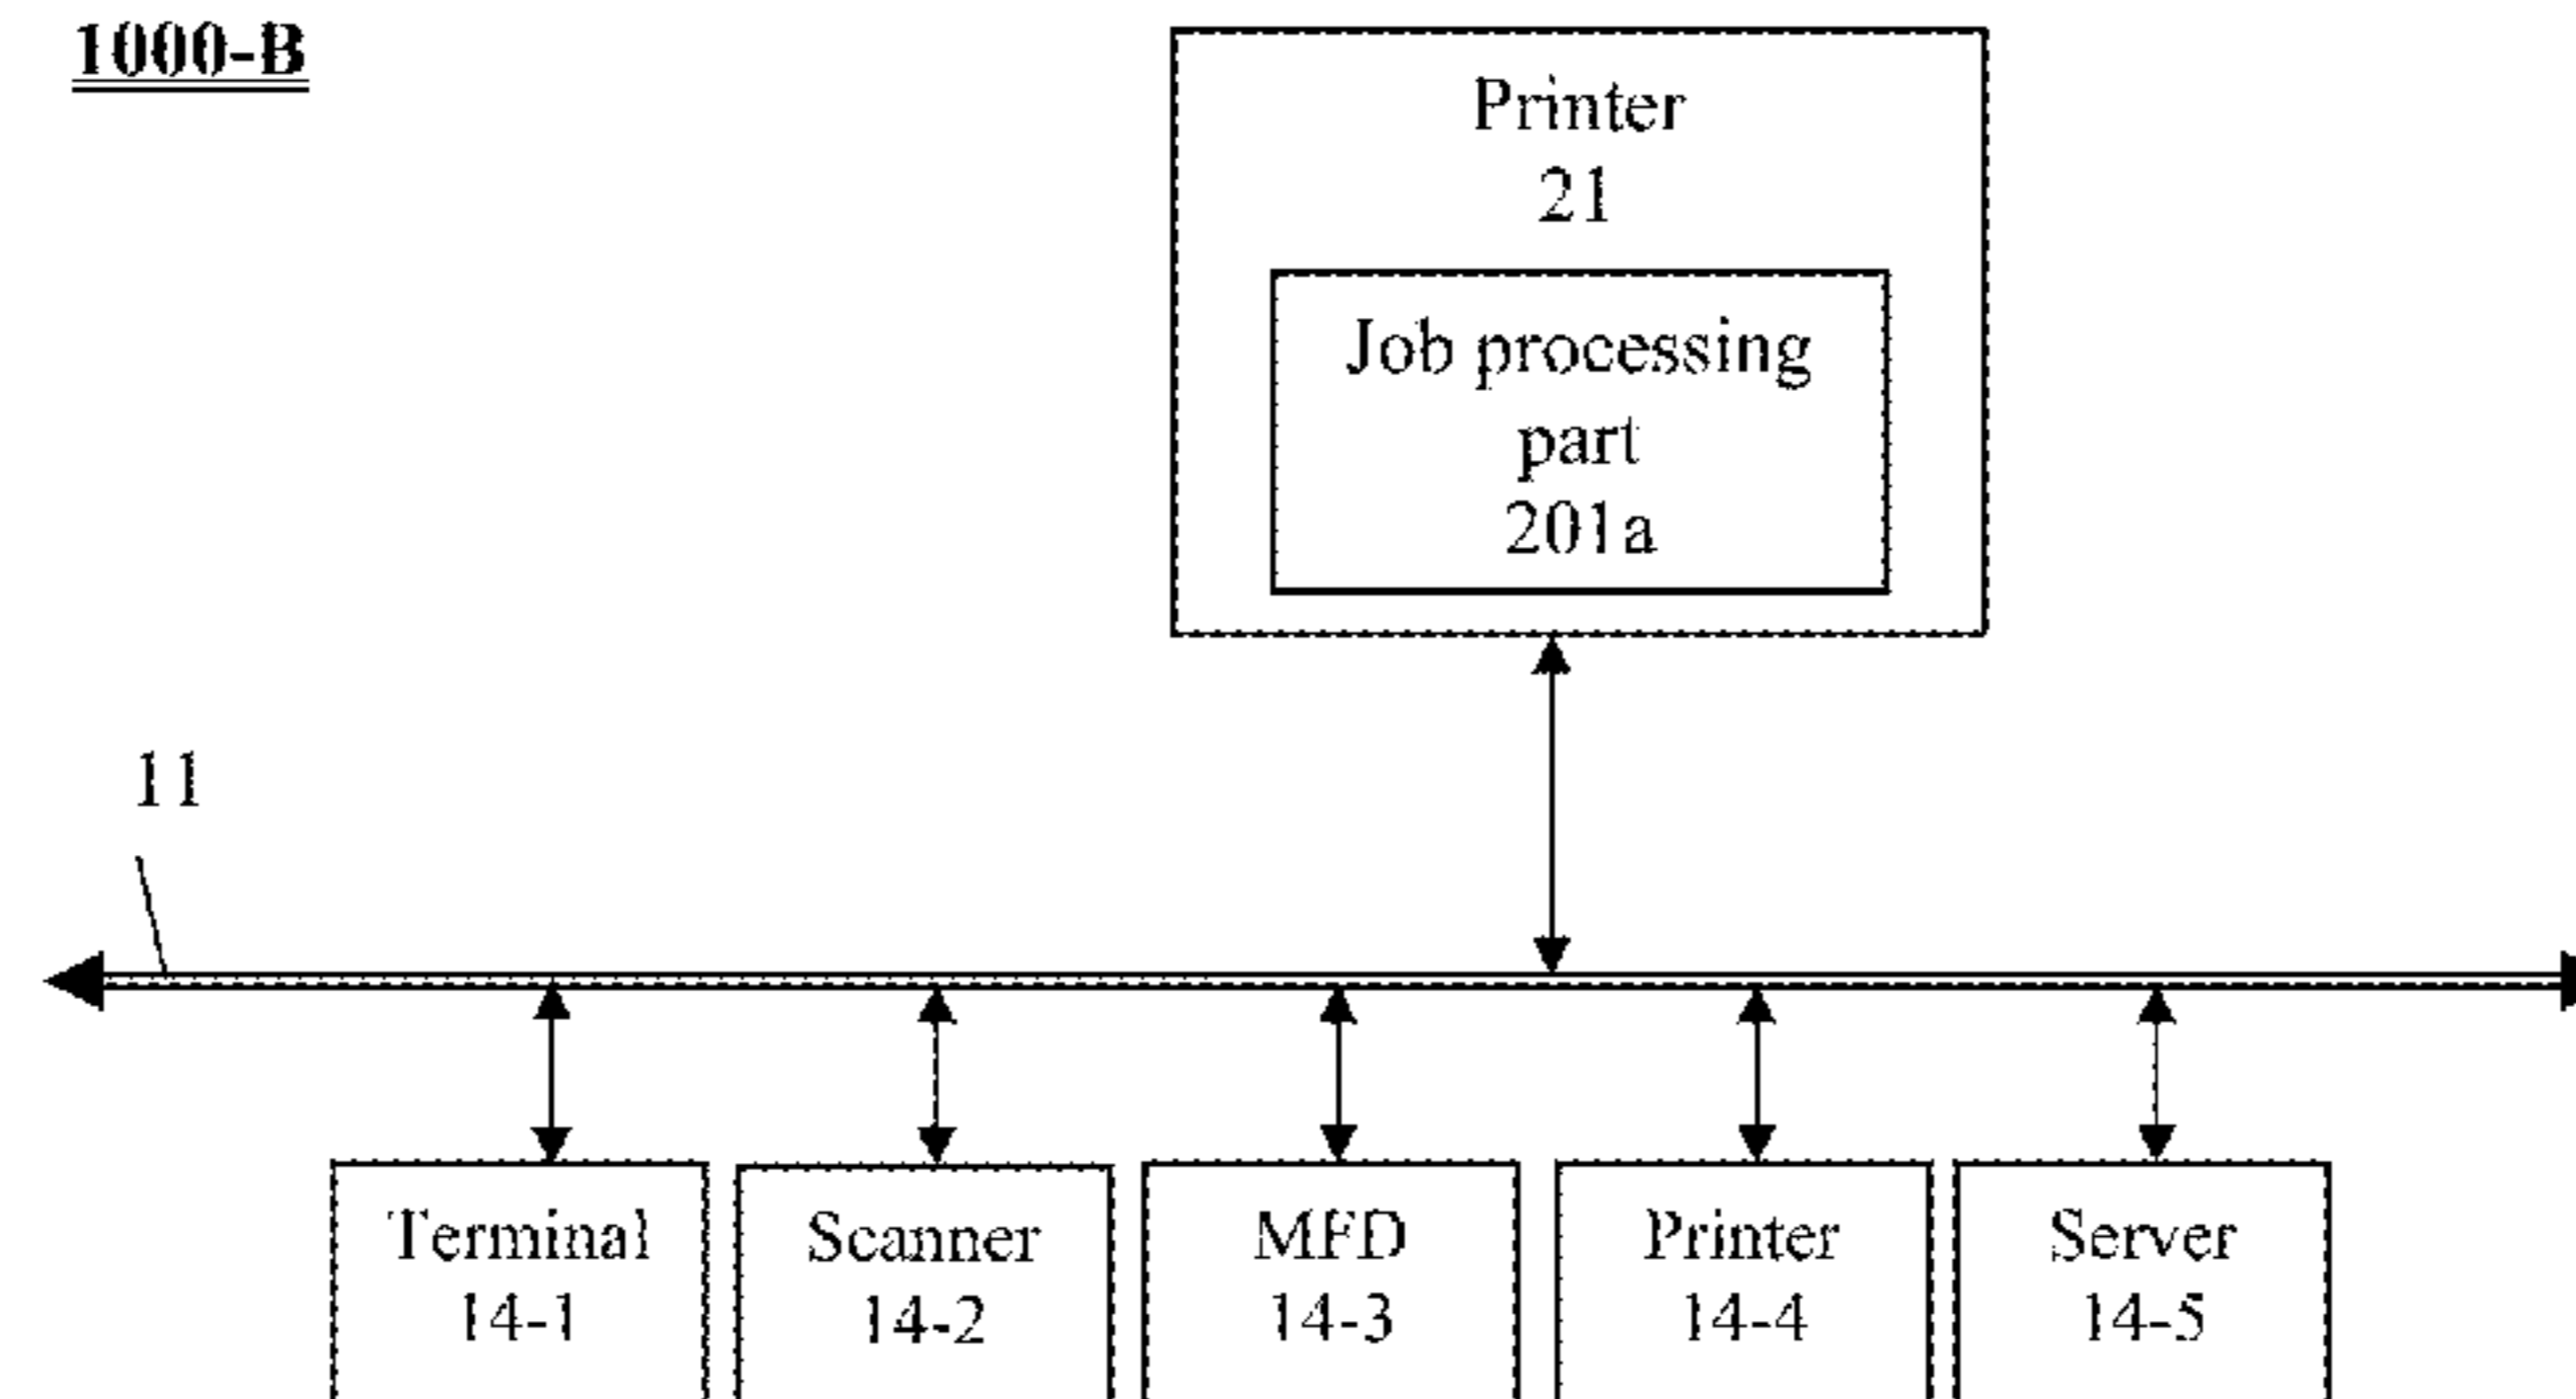 1000-B
Printer
21
Job processing
part
201a
11
Terminal
14-1
Scanner
14-2
MFD
14-3
Printer
14-4
Server
14-5